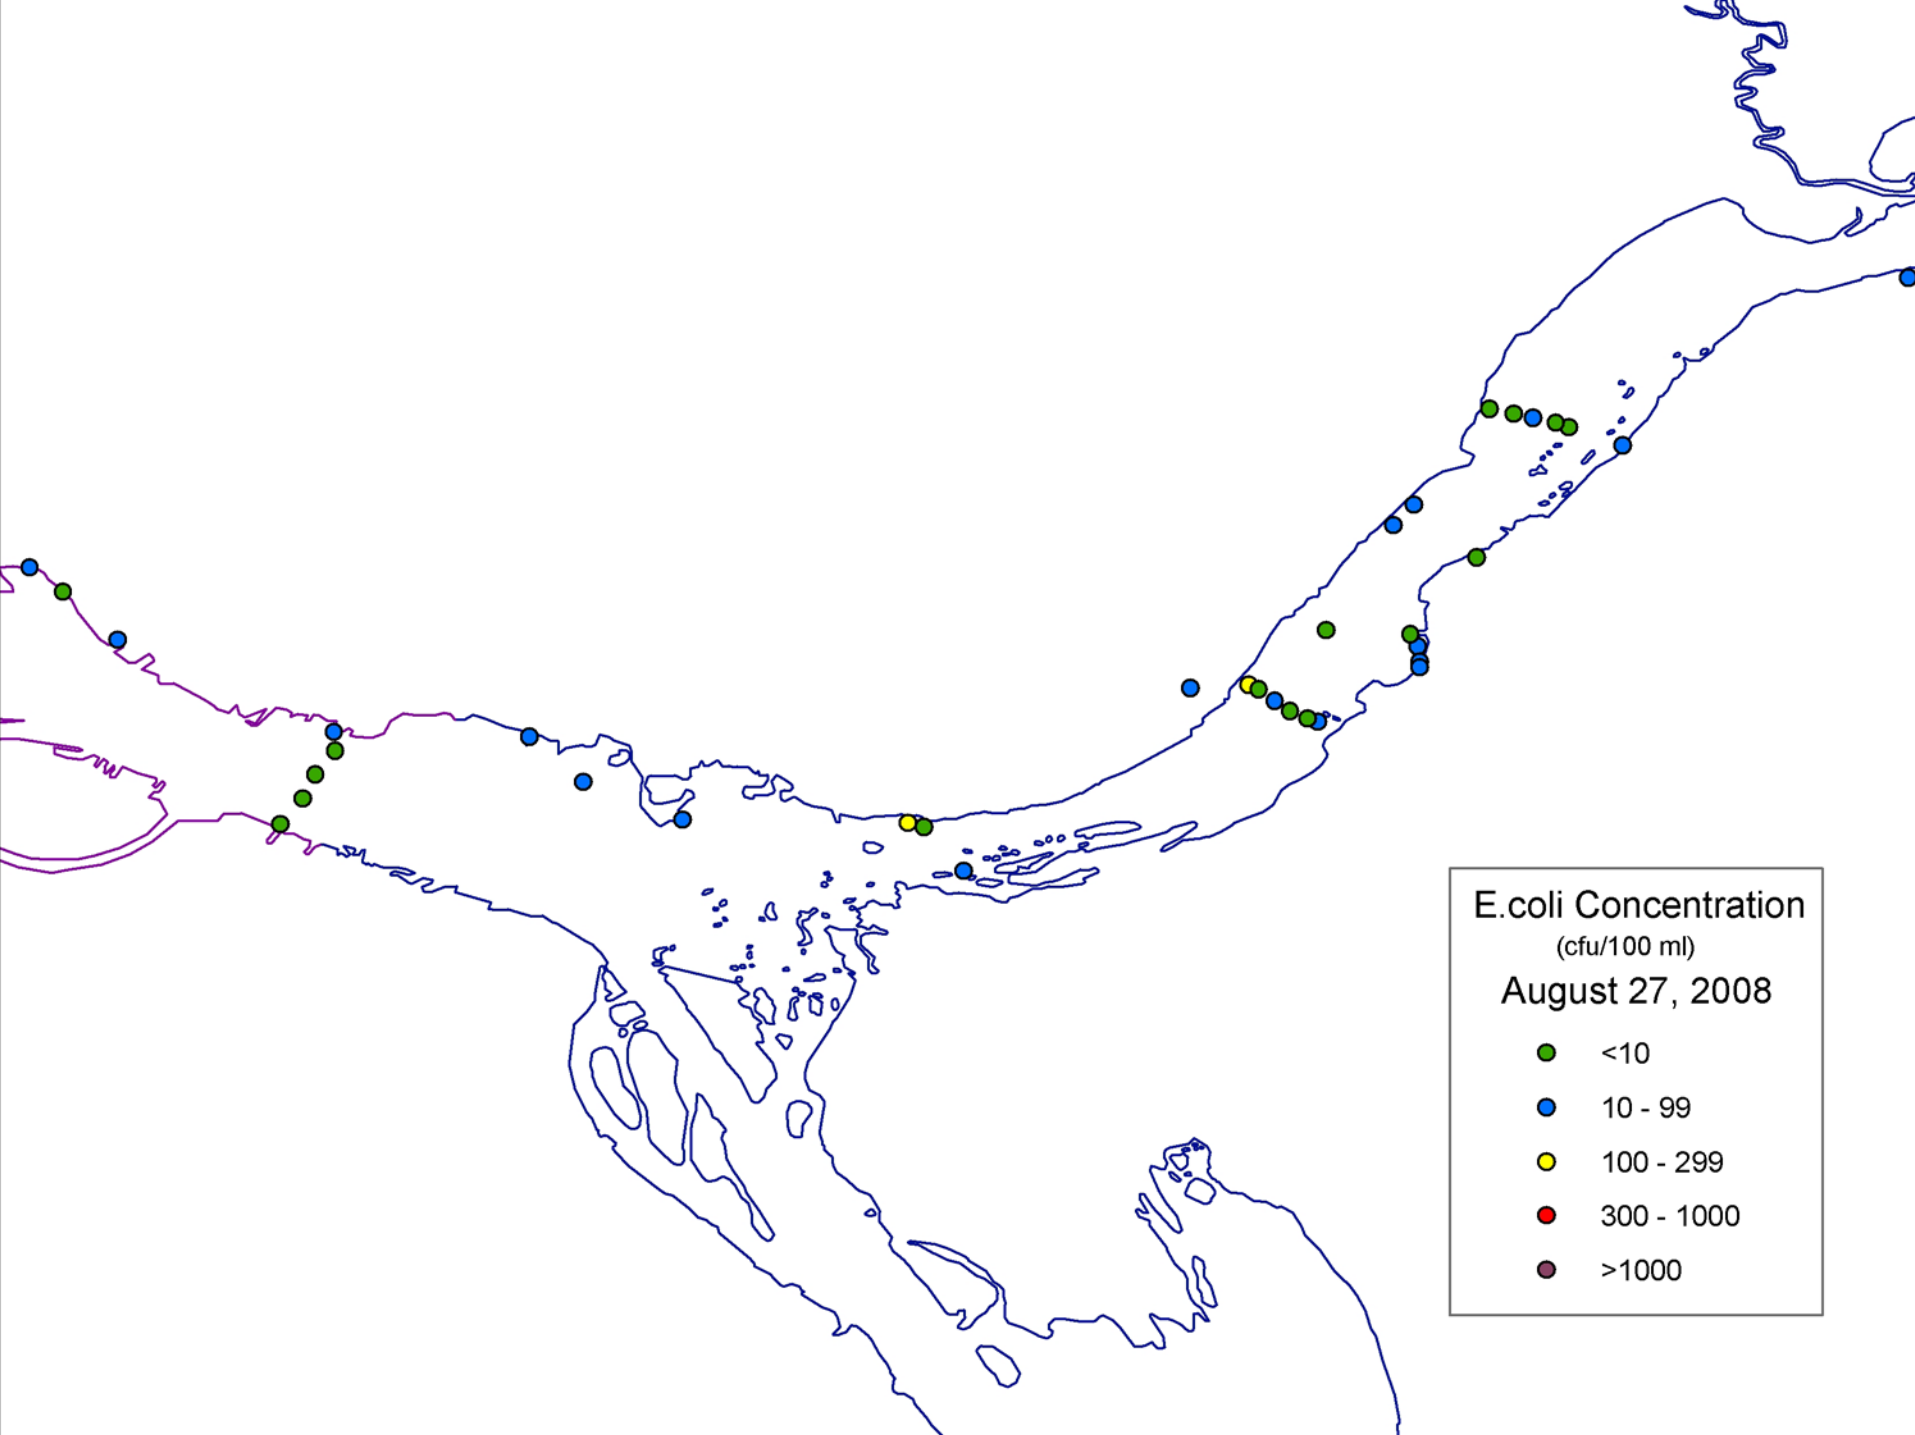 E.coli Concentration
(cfu/100 ml)
August 27, 2008
<10
10 - 99
100 - 299
300 - 1000
>1000